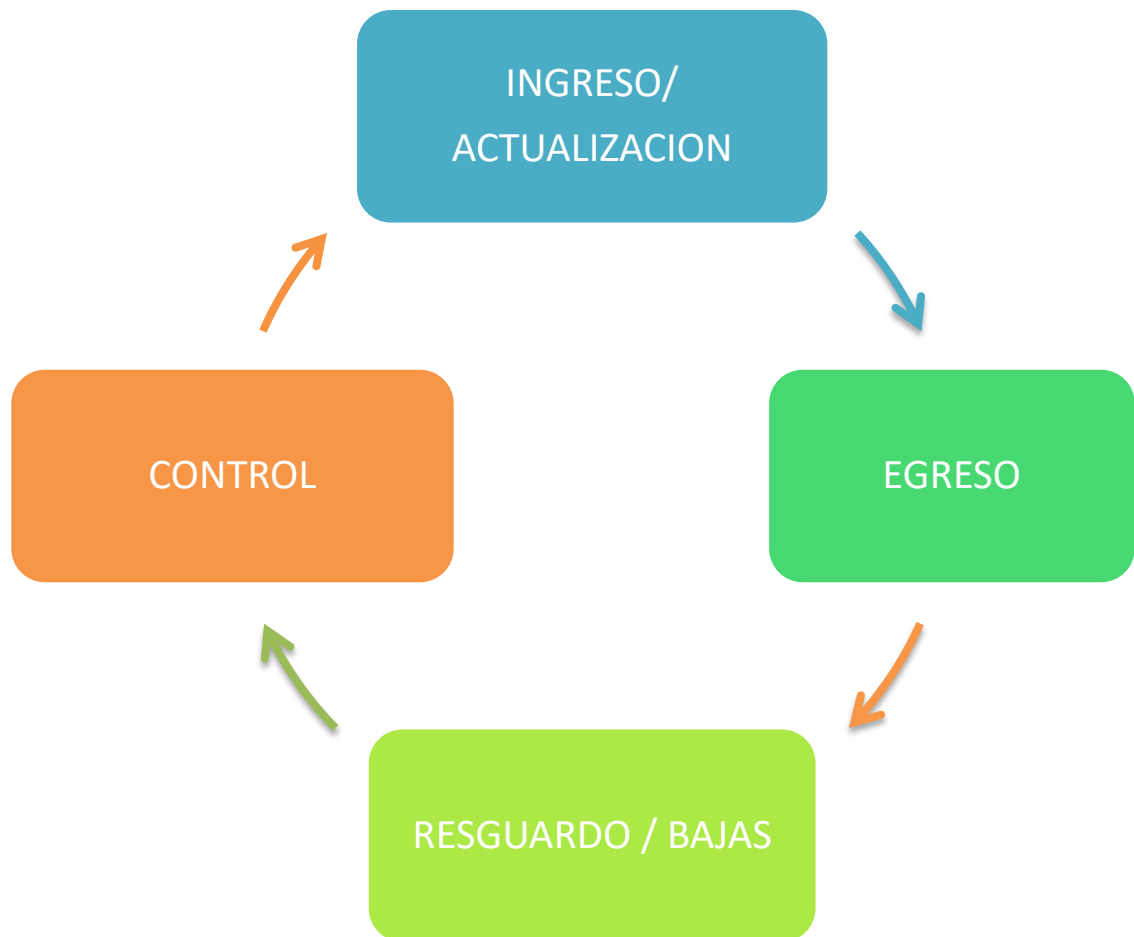 INGRESO/
ACTUALIZACION
CONTROL
EGRESO
RESGUARDO / BAJAS